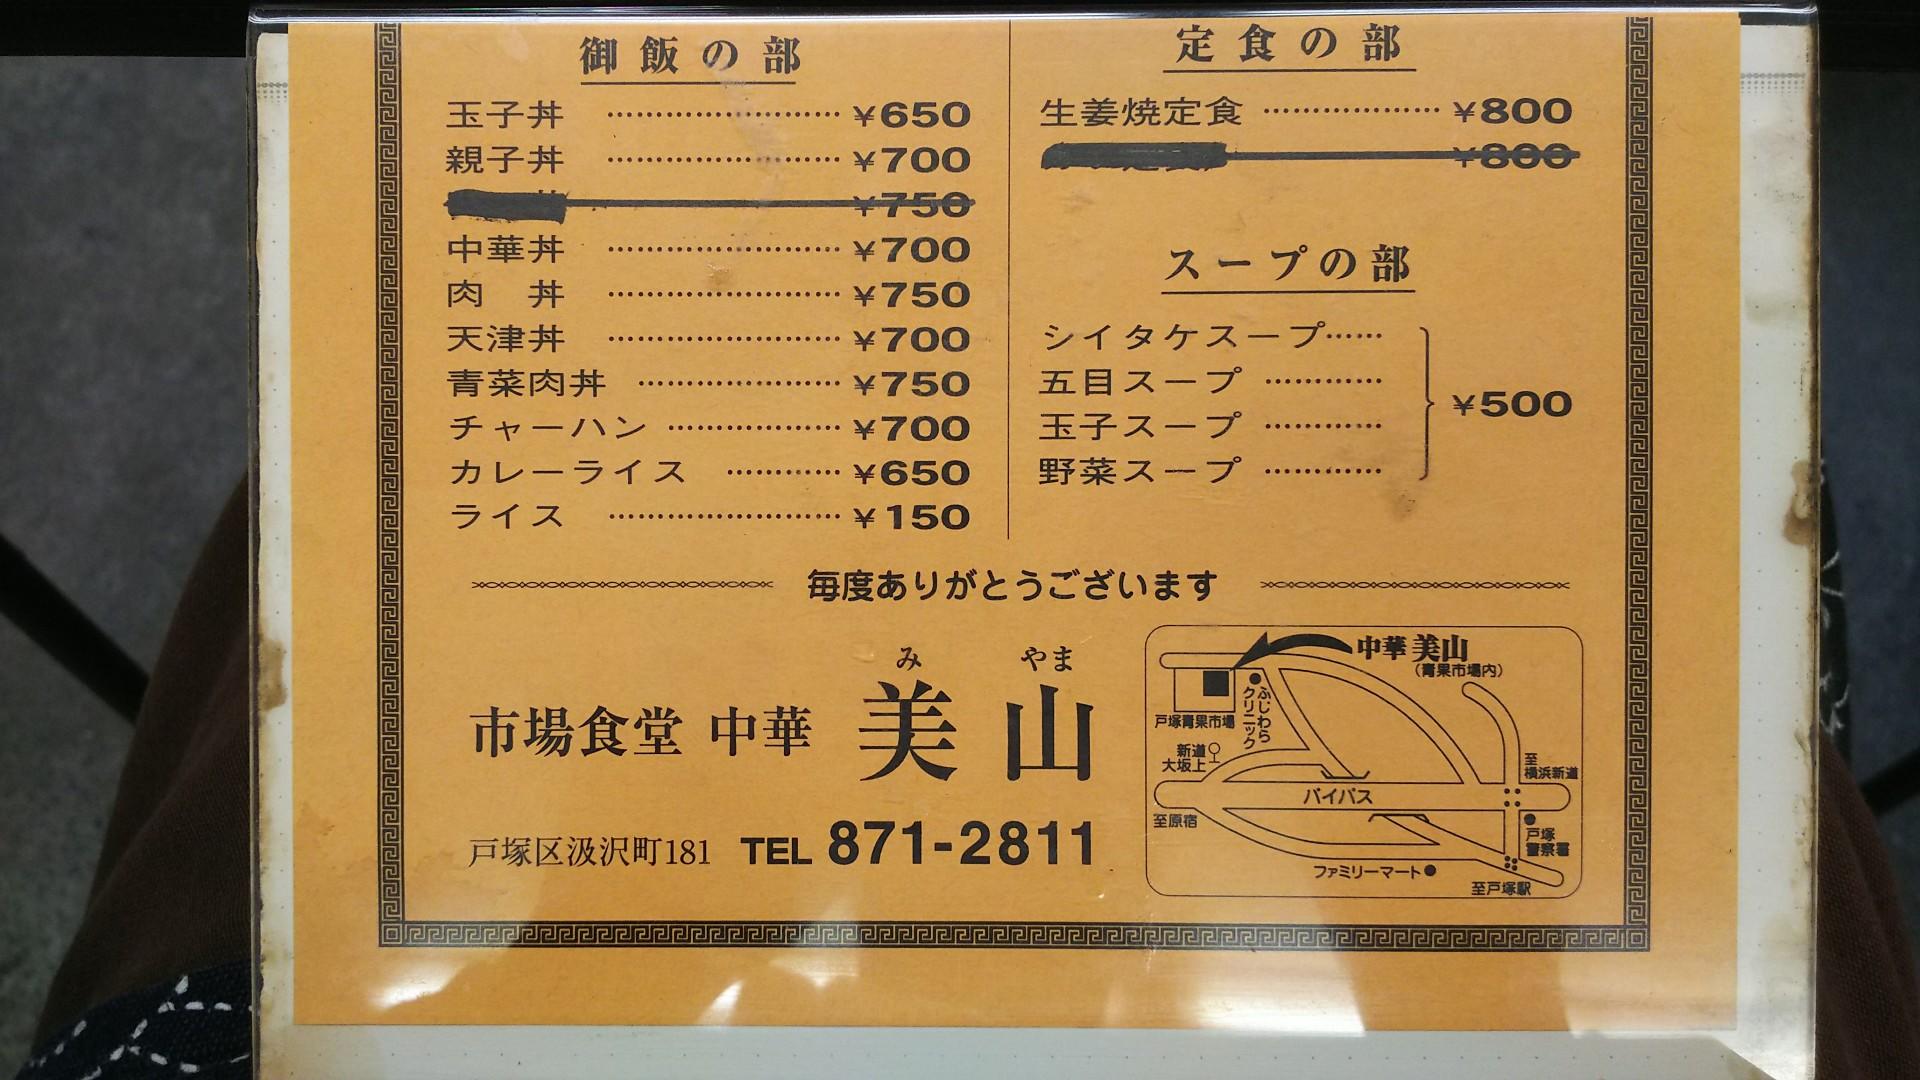 御飯の部
玉子丼 ¥650
親子丼 ¥700
¥750
中華丼 ¥700
肉 丼 ¥750
天津丼 ¥700
青菜肉丼 ¥750
チャーハン ¥700
カレーライス ¥650
ライス ¥150
定食の部
生姜焼定食 ¥800
¥800
スープの部
シイタケスープ
五目スープ
玉子スープ
野菜スープ
¥500
毎度ありがとうございます
み やま
市場食堂 中華 美山
戸塚区汲沢町181 TEL 871-2811
中華 美山
(青果市場内)
戸塚青果市場
ふじわら
クリニック
新道
大坂上
至
横浜新道
バイパス
至原宿
戸塚
警察署
ファミリーマート
至戸塚駅